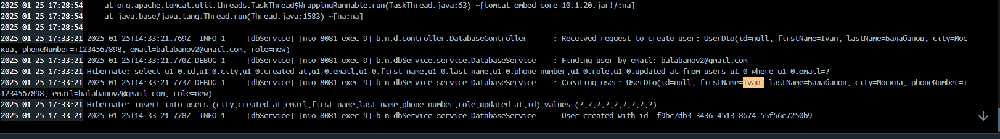 2025-01-25 17:28:54     at org.apache.tomcat.util.threads.TaskThread$WrappingRunnable.run(TaskThread.java:63) ~[tomcat-embed-core-10.1.20.jar!/:na]
2025-01-25 17:28:54     at java.base/java.lang.Thread.run(Thread.java:1583) ~[na:na]
2025-01-25 17:28:54
2025-01-25 17:33:21 2025-01-25T14:33:21.769Z  INFO 1 --- [dbService] [nio-8081-exec-9] b.n.d.controller.DatabaseController      : Received request to create user: UserDto(id=null, firstName=Ivan, lastName=Балабанов, city=Мос
ква, phoneNumber=+1234567898, email=balabanov2@gmail.com, role=new)
2025-01-25 17:33:21 2025-01-25T14:33:21.770Z DEBUG 1 --- [dbService] [nio-8081-exec-9] b.n.dbService.service.DatabaseService    : Finding user by email: balabanov2@gmail.com
2025-01-25 17:33:21 Hibernate: select u1_0.id,u1_0.city,u1_0.created_at,u1_0.email,u1_0.first_name,u1_0.last_name,u1_0.phone_number,u1_0.role,u1_0.updated_at from users u1_0 where u1_0.email=?
2025-01-25 17:33:21 2025-01-25T14:33:21.773Z DEBUG 1 --- [dbService] [nio-8081-exec-9] b.n.dbService.service.DatabaseService    : Creating user: UserDto(id=null, firstName=Ivan, lastName=Балабанов, city=Москва, phoneNumber=+
1234567898, email=balabanov2@gmail.com, role=new)
2025-01-25 17:33:21 Hibernate: insert into users (city,created_at,email,first_name,last_name,phone_number,role,updated_at,id) values (?,?,?,?,?,?,?,?,?)
2025-01-25 17:33:21 2025-01-25T14:33:21.778Z  INFO 1 --- [dbService] [nio-8081-exec-9] b.n.dbService.service.DatabaseService    : User created with id: f9bc7db3-3436-4513-8674-55f56c7250b9